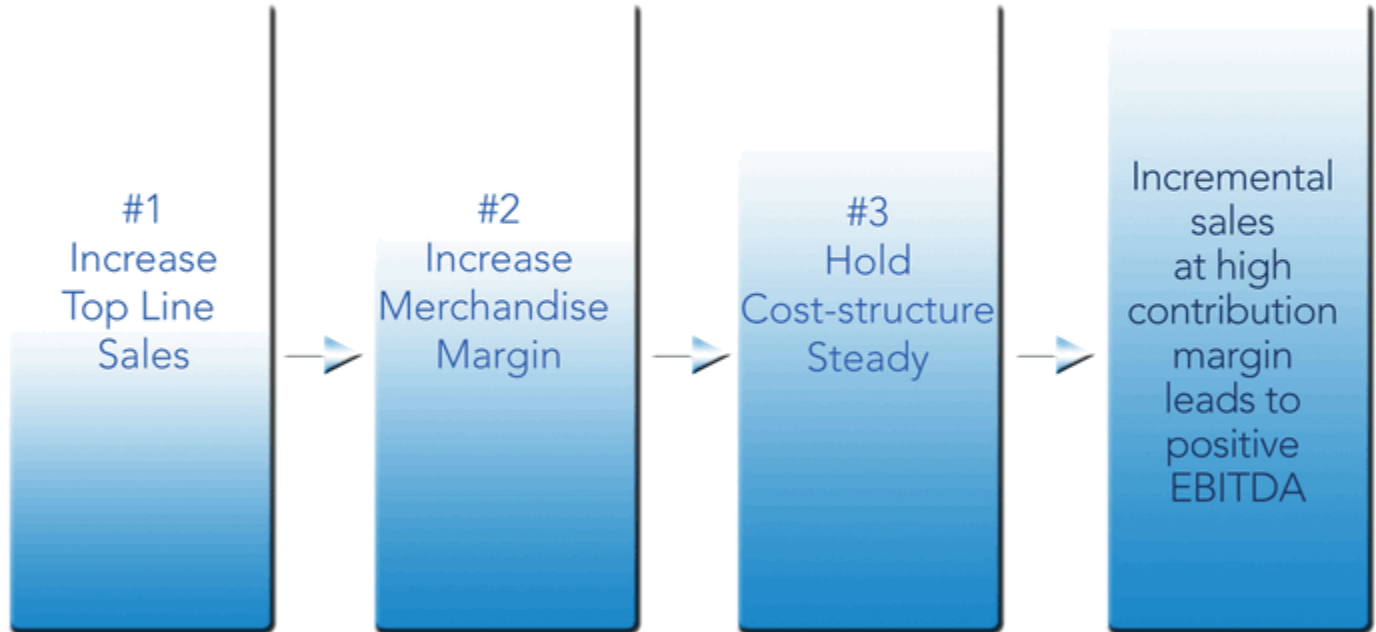 #1
Increase
Top Line
Sales
#2
Increase
Merchandise
Margin
#3
Hold
Cost-structure
Steady
Incremental
sales
at high
contribution
margin
leads to
positive
EBITDA